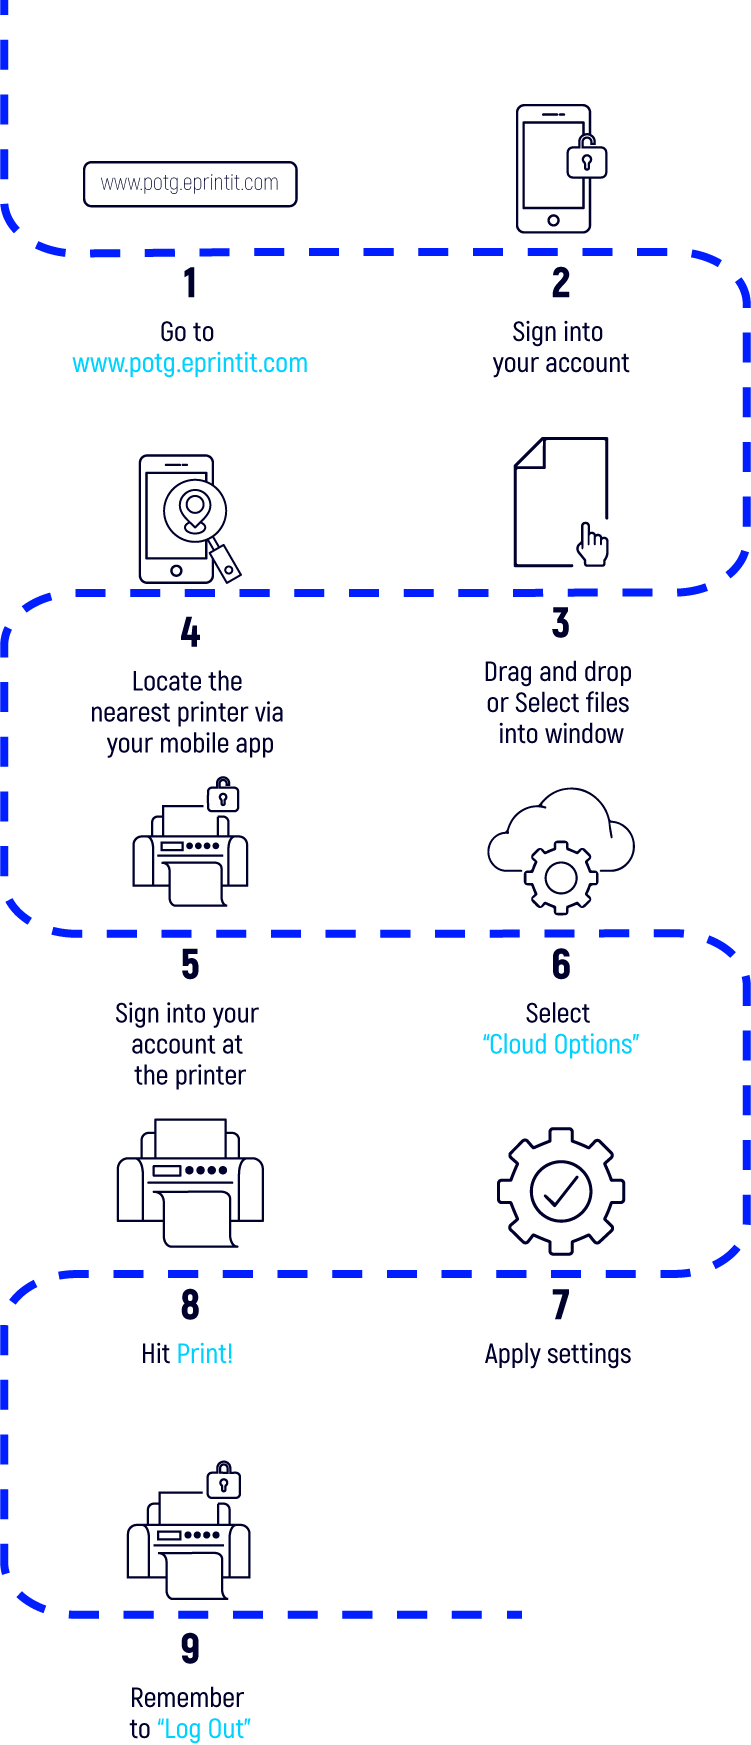 www.potg.eprintit.com
1
Go to
www.potg.eprintit.com
2
Sign into
your account
3
Drag and drop
or Select files
into window
4
Locate the
nearest printer via
your mobile app
5
Sign into your
account at
the printer
6
Select
“Cloud Options”
7
Apply settings
8
Hit Print!
9
Remember
to “Log Out”